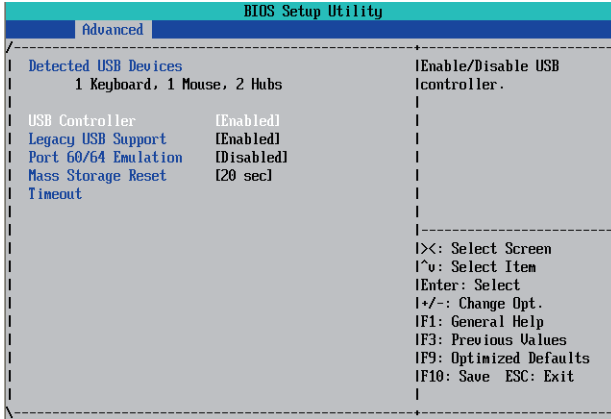 BIOS Setup Utility
Advanced
Detected USB Devices
1 Keyboard, 1 Mouse, 2 Hubs
USB Controller [Enabled]
Legacy USB Support [Enabled]
Port 60/64 Emulation [Disabled]
Mass Storage Reset [20 sec]
Timeout
Enable/Disable USB
controller.
><: Select Screen
^v: Select Item
Enter: Select
+/-: Change Opt.
F1: General Help
F3: Previous Values
F9: Optimized Defaults
F10: Save ESC: Exit